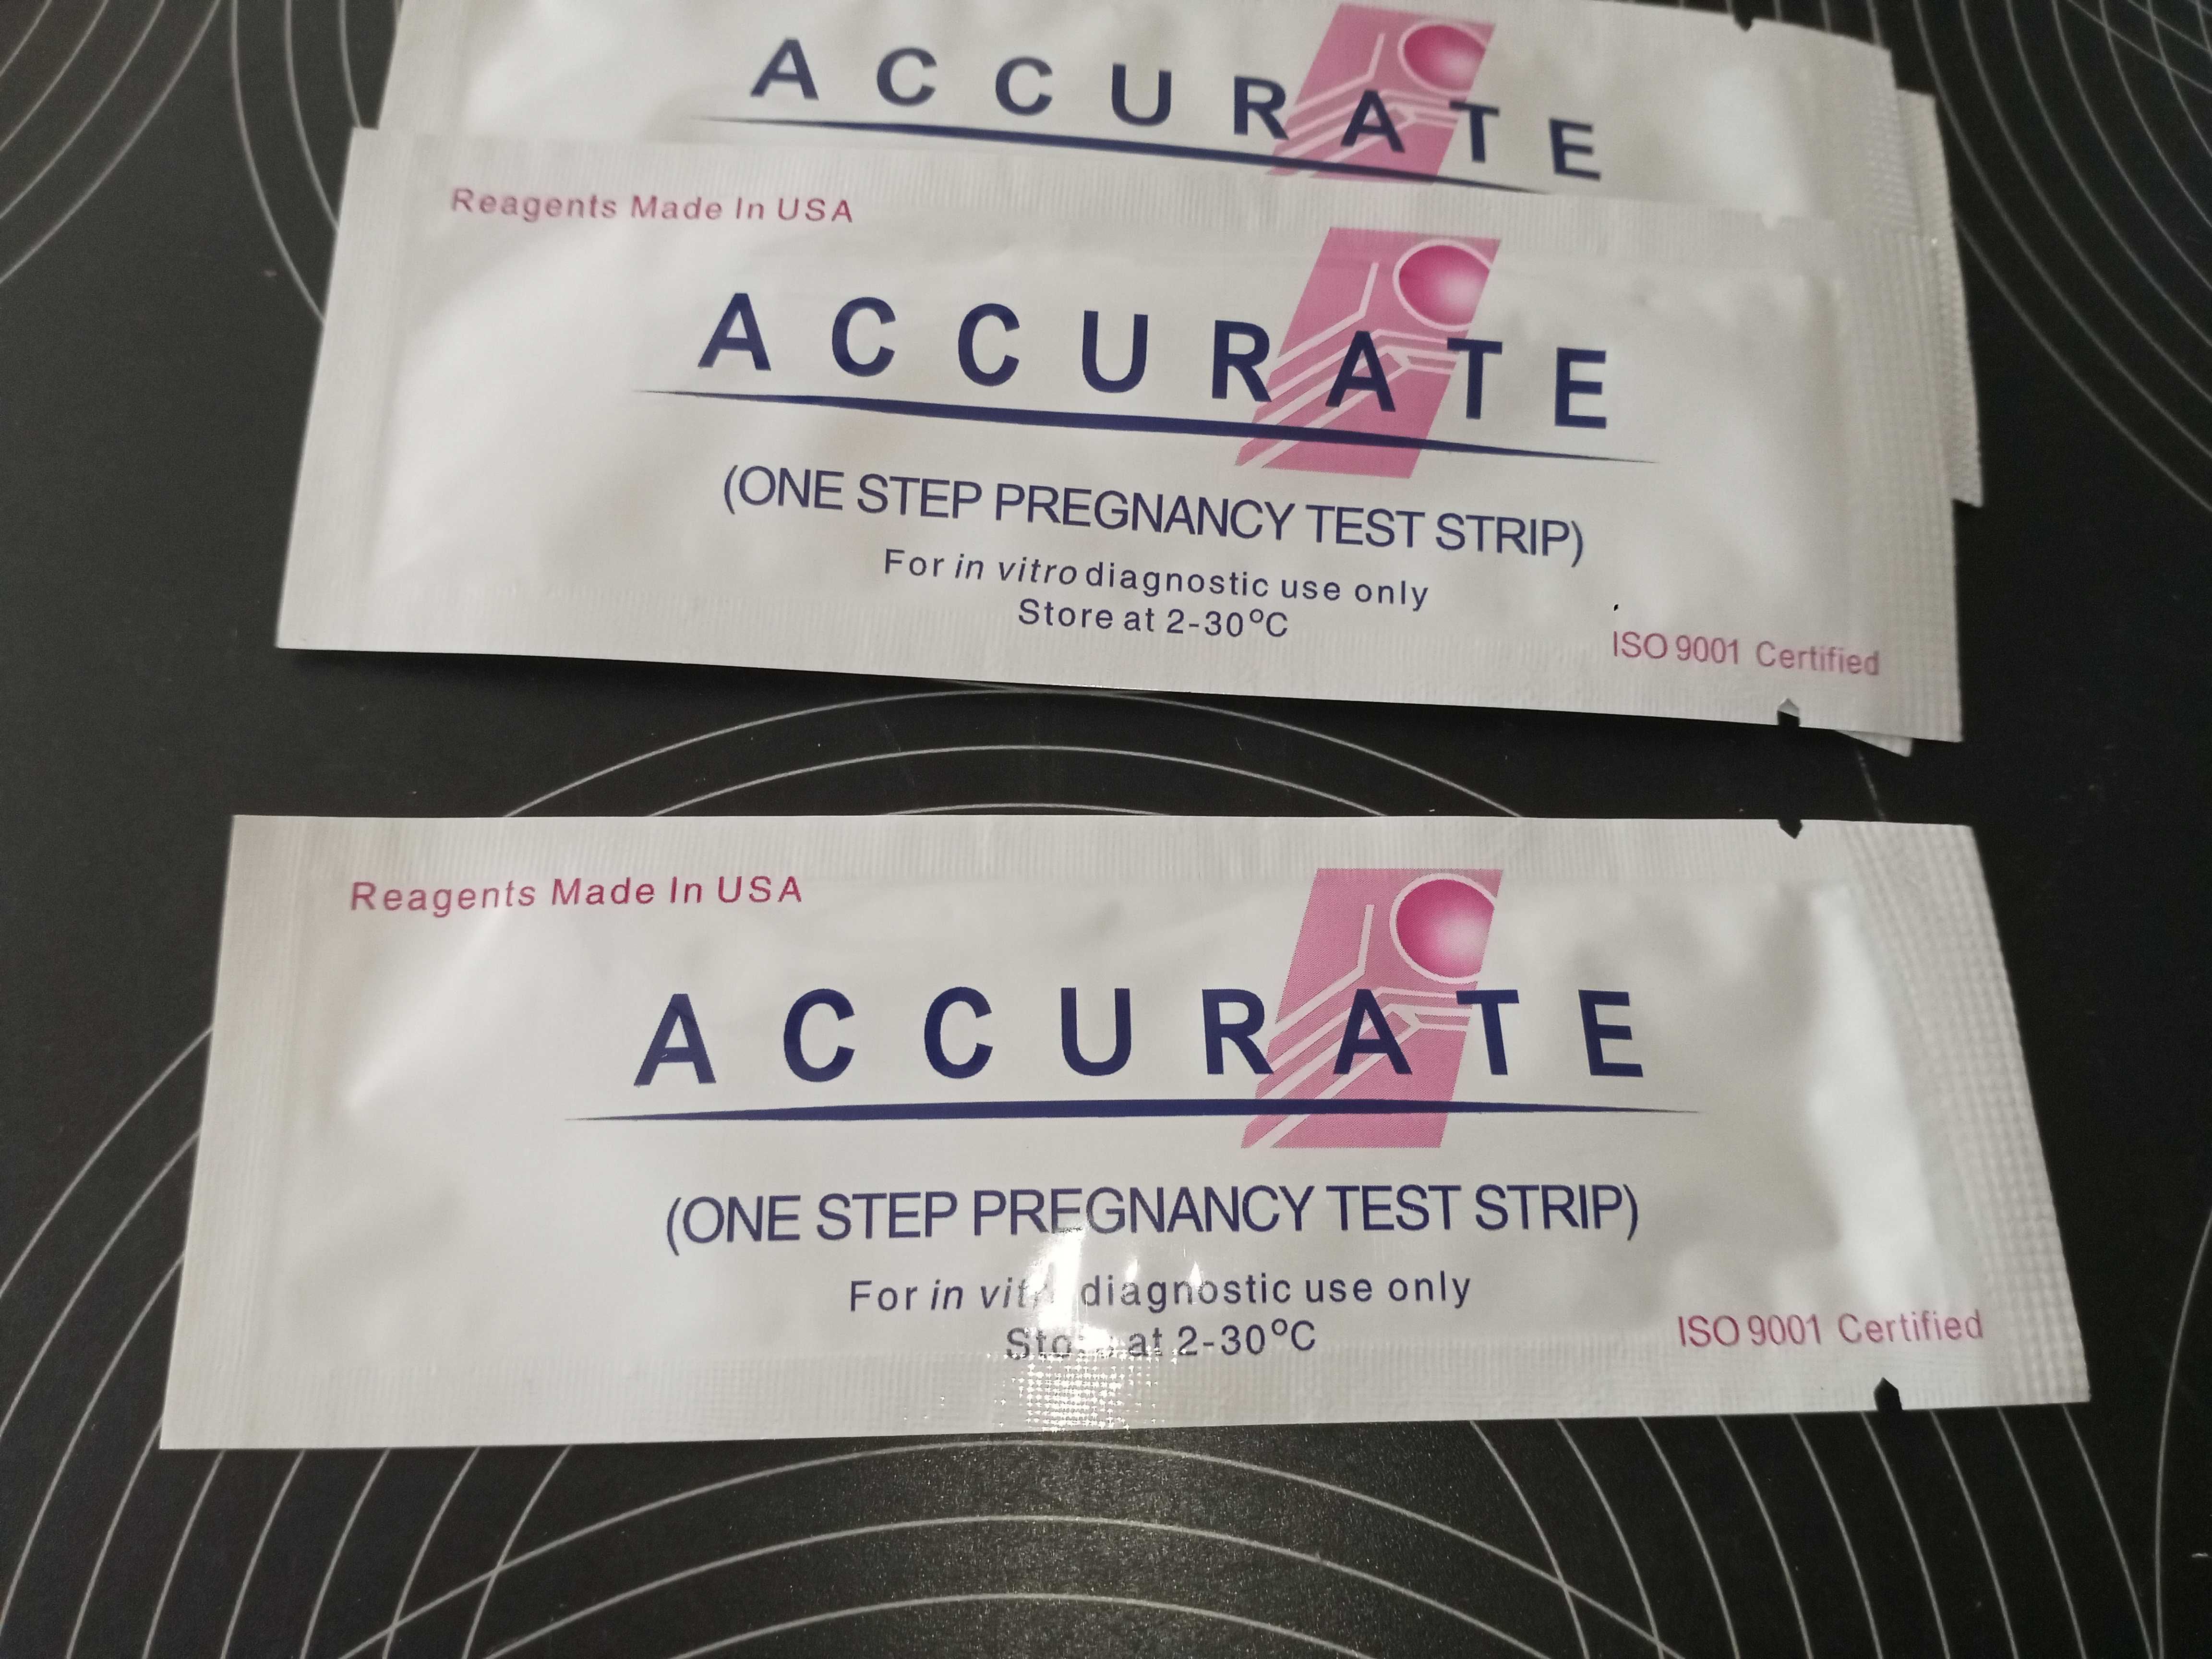 ACCURATE
Reagents Made In USA
ACCURATE
(ONE STEP PREGNANCY TEST STRIP)
For in vitro diagnostic use only
Store at 2-30°C
ISO 9001 Certified
Reagents Made In USA
ACCURATE
(ONE STEP PREGNANCY TEST STRIP)
For in vitro diagnostic use only
Store at 2-30°C
ISO 9001 Certified